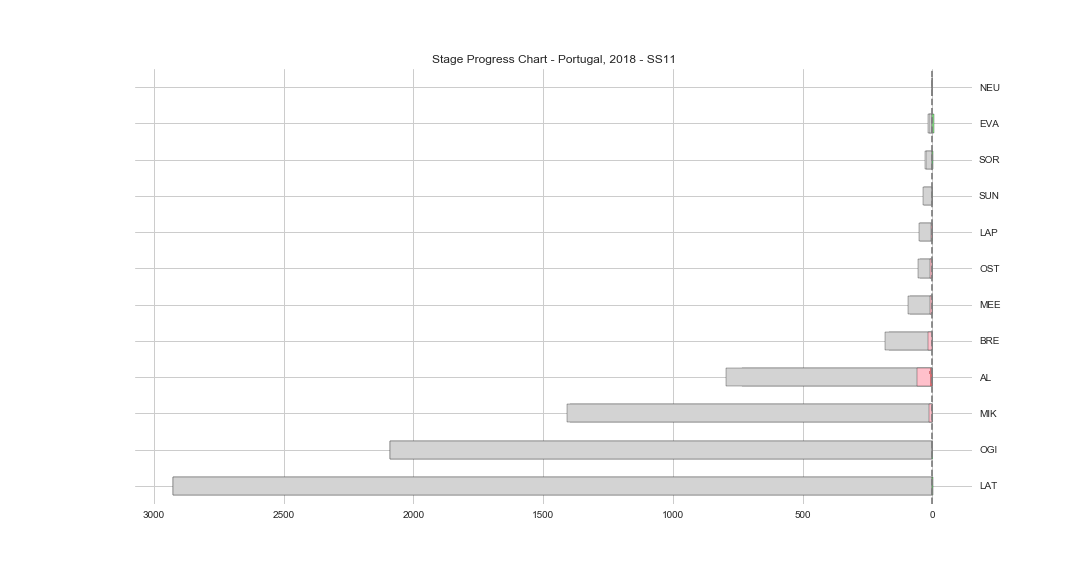 Stage Progress Chart - Portugal, 2018 - SS11
NEU
EVA
SOR
SUN
LAP
OST
MEE
BRE
AL
MIK
OGI
LAT
3000 2500 2000 1500 1000 500 0